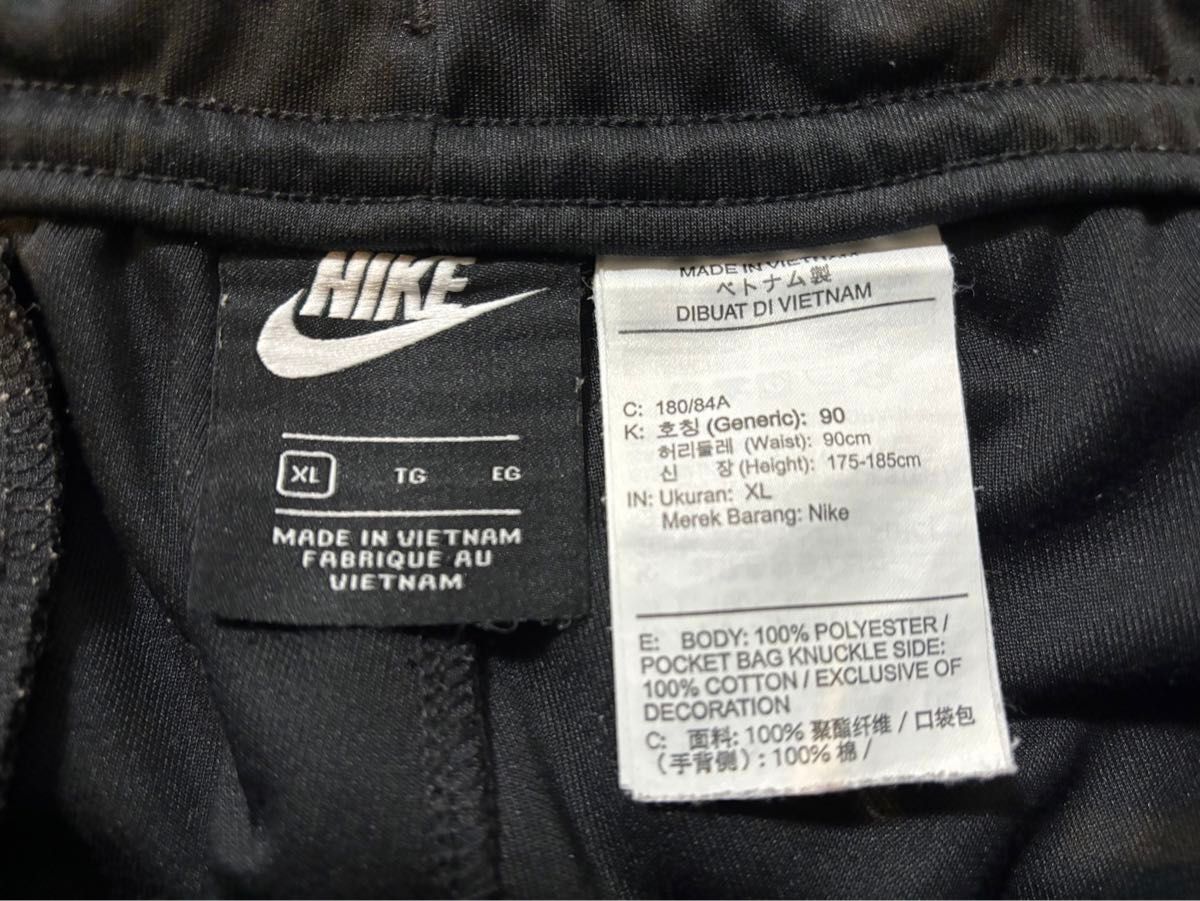 NIKE
XL TG EG
MADE IN VIETNAM
FABRIQUE AU
VIETNAM
MADE IN VIETNAM
ベトナム製
DIBUAT DI VIETNAM
C: 180/84A
K: 호칭 (Generic): 90
허리둘레 (Waist): 90cm
신 장 (Height): 175-185cm
IN: Ukuran: XL
Merek Barang: Nike
E: BODY: 100% POLYESTER /
POCKET BAG KNUCKLE SIDE:
100% COTTON / EXCLUSIVE OF
DECORATION
C: 面料: 100% 聚酯纤维 / 口袋包
(手背侧) : 100% 棉 /